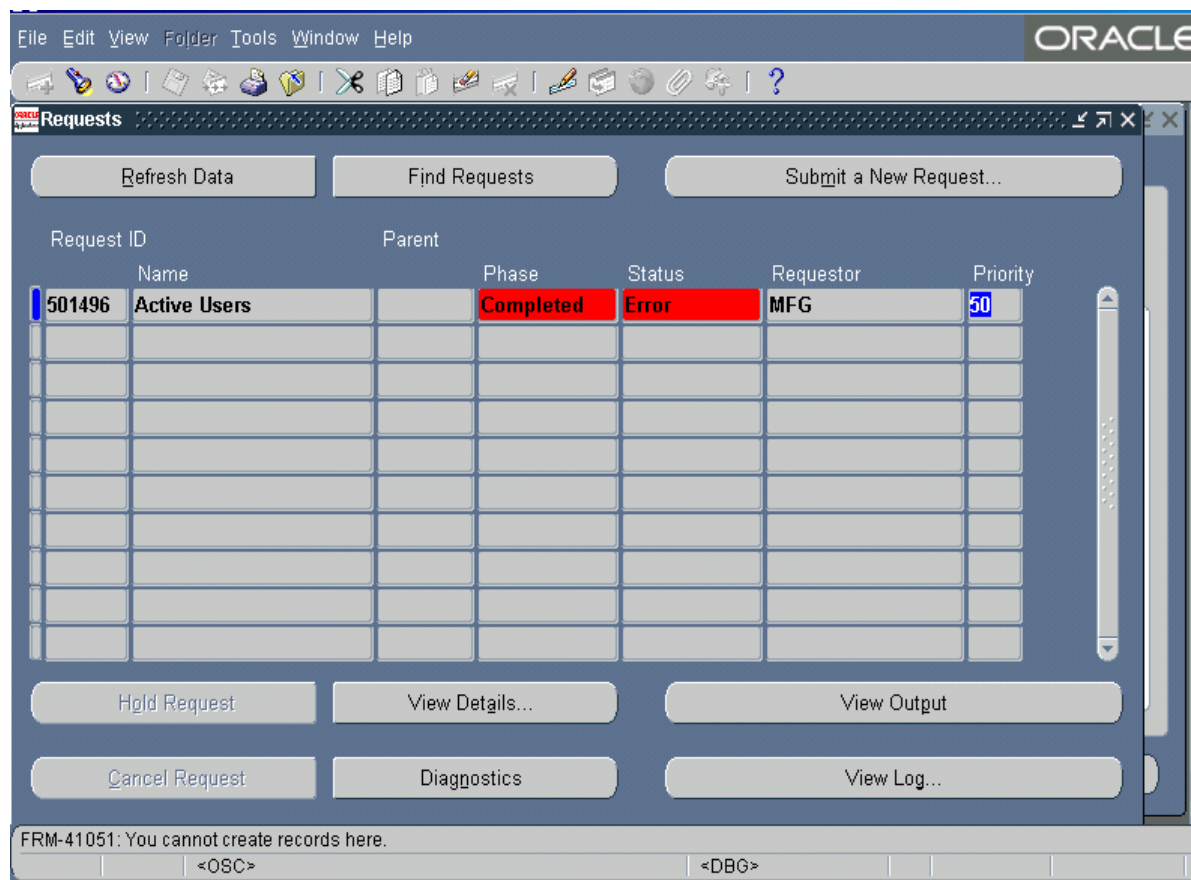 File Edit View Folder Tools Window Help
ORACLE
Requests
Refresh Data Find Requests Submit a New Request...
Request ID Parent
Name Phase Status Requestor Priority
501496 Active Users Completed Error MFG 50
Hold Request View Details... View Output
Cancel Request Diagnostics View Log...
FRM-41051: You cannot create records here.
<OSC> <DBG>